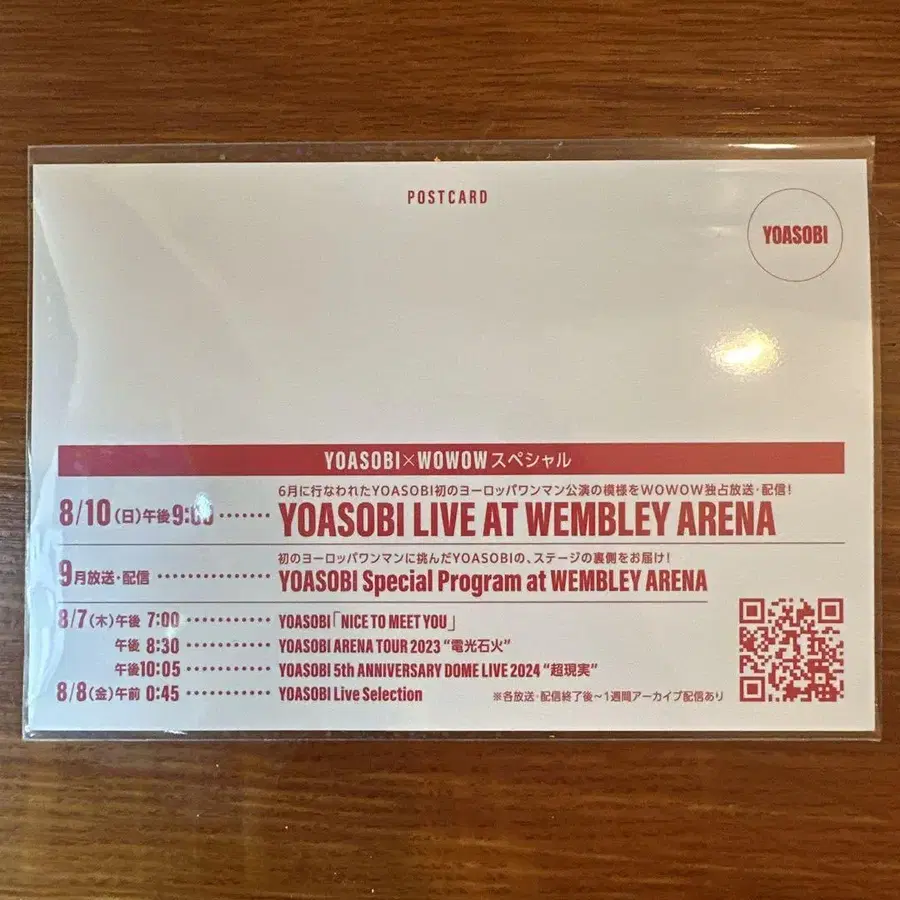 POSTCARD
YOASOBI
YOASOBI×WOWOWスペシャル
6月に行なわれたYOASOBI初のヨーロッパワンマン公演の模様をWOWOW独占放送・配信!
8/10(日)午後9:00 ‥‥‥‥ YOASOBI LIVE AT WEMBLEY ARENA
初のヨーロッパワンマンに挑んだYOASOBIの、ステージの裏側をお届け!
9月放送・配信 ‥‥‥‥‥‥‥ YOASOBI Special Program at WEMBLEY ARENA
8/7(木)午後 7:00 ‥‥‥‥‥ YOASOBI「NICE TO MEET YOU」
午後 8:30 ‥‥‥‥‥ YOASOBI ARENA TOUR 2023 “電光石火”
午後10:05 ‥‥‥‥‥ YOASOBI 5th ANNIVERSARY DOME LIVE 2024 “超現実”
8/8(金)午前 0:45 ‥‥‥‥‥ YOASOBI Live Selection ※各放送・配信終了後~1週間アーカイブ配信あり